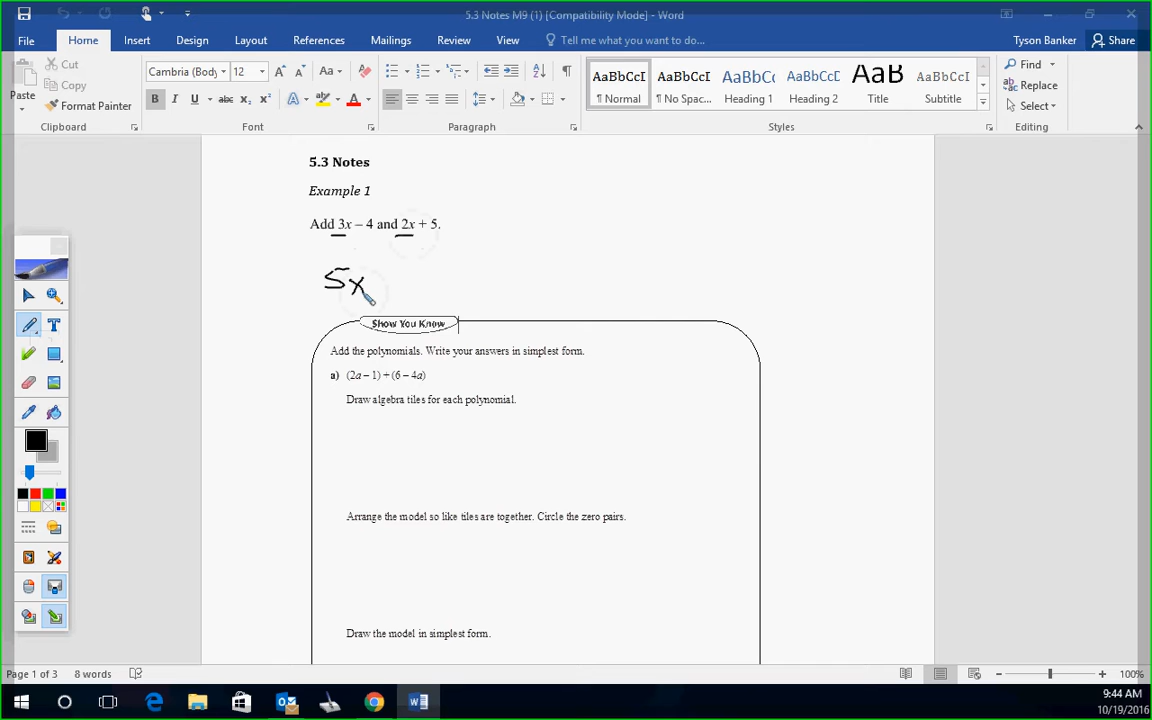 5.3 Notes M9 (1) [Compatibility Mode] - Word
File Home Insert Design Layout References Mailings Review View Tell me what you want to do... Tyson Banker Share
Paste Cut Copy Format Painter
Cambria (Body 12 Aa
B I U abc x₂ x² A A
AaBbCcI AaBbCcI AaBbCc AaBbCcI AaB AaBbCcI
¶ Normal ¶ No Spac... Heading 1 Heading 2 Title Subtitle
Find Replace Select
Clipboard Font Paragraph Styles Editing
5.3 Notes
Example 1
Add 3x – 4 and 2x + 5.
5x
Show You Know
Add the polynomials. Write your answers in simplest form.
a) (2a – 1) + (6 – 4a)
Draw algebra tiles for each polynomial.
Arrange the model so like tiles are together. Circle the zero pairs.
Draw the model in simplest form.
Page 1 of 3 8 words 100%
9:44 AM
10/19/2016